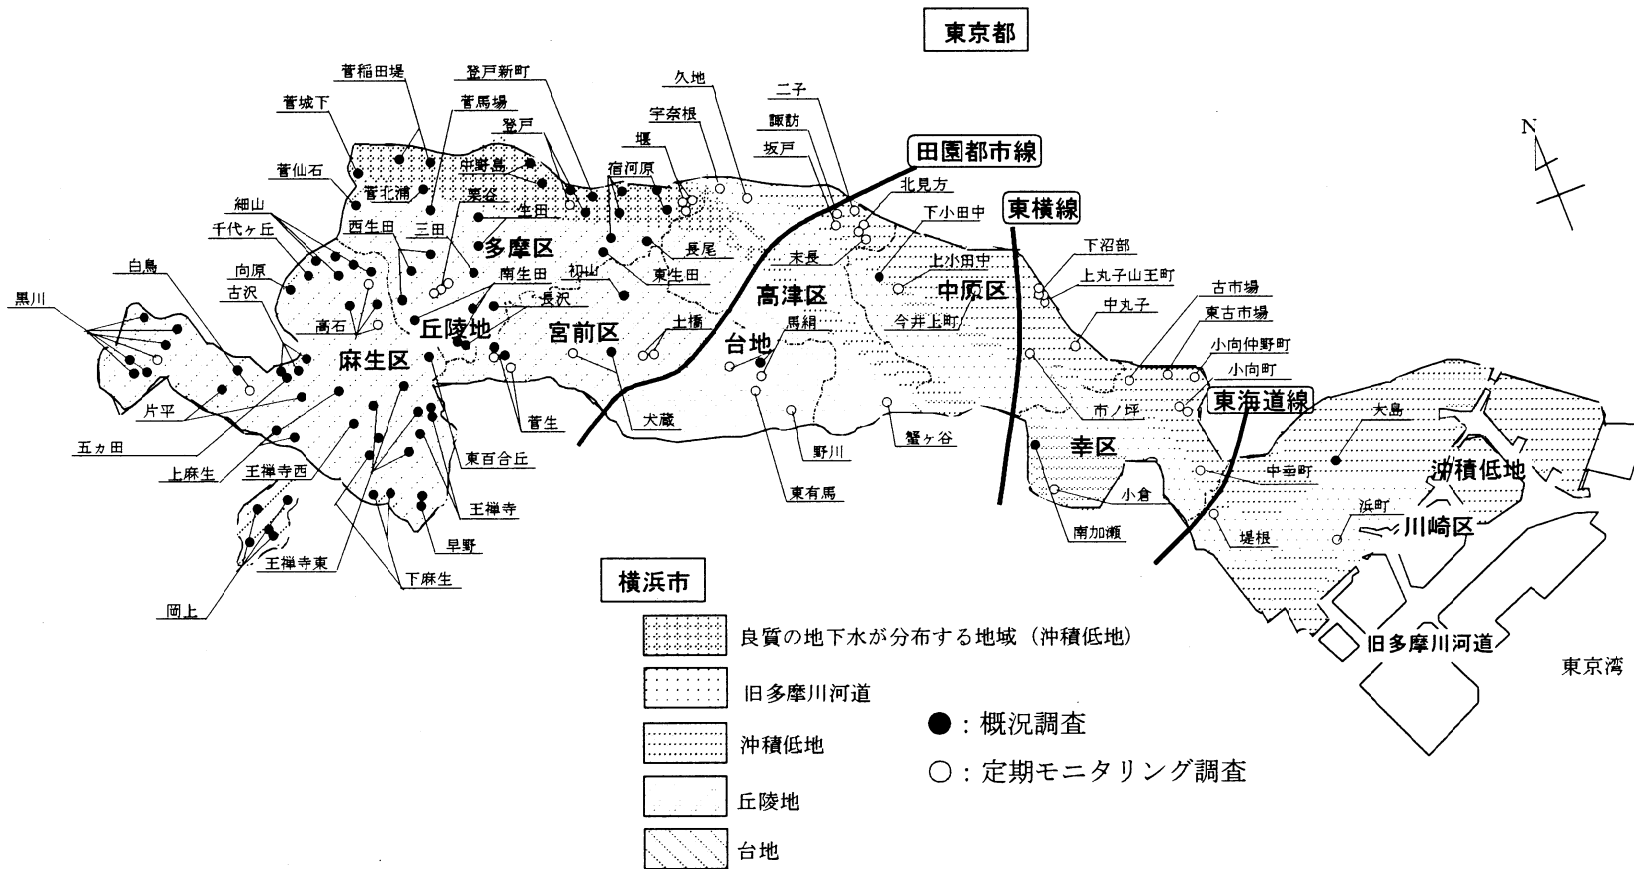 東京都
菅稲田堤
登戸新町
久地
二子
菅城下
菅馬場
宇奈根
諏訪
登戸
堰
坂戸
田園都市線
N
菅仙石
中野島
宿河原
北見方
菅北浦
栗谷
細山
生田
下小田中
東横線
千代ヶ丘
西生田
三田
多摩区
長尾
末長
下沼部
白鳥
向原
南生田
初山
東生田
上小田中
上丸子山王町
黒川
古沢
長沢
高津区
中原区
中丸子
古市場
高石
丘陵地
宮前区
土橋
馬絹
今井上町
東古市場
麻生区
台地
小向仲野町
小向町
片平
菅生
犬蔵
市ノ坪
東海道線
大島
五ヵ田
野川
蟹ヶ谷
幸区
上麻生
王禅寺西
東百合丘
東有馬
小倉
沖積低地
王禅寺
浜町
早野
南加瀬
堤根
川崎区
王禅寺東
下麻生
岡上
横浜市
良質の地下水が分布する地域（沖積低地）
旧多摩川河道
東京湾
旧多摩川河道
沖積低地
丘陵地
台地
●：概況調査
○：定期モニタリング調査